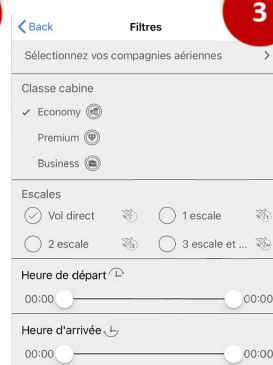 3
Back Filtres
Sélectionnez vos compagnies aériennes
Classe cabine
Economy
Premium
Business
Escales
Vol direct 1 escale
2 escale 3 escale et ...
Heure de départ
00:00 00:00
Heure d'arrivée
00:00 00:00